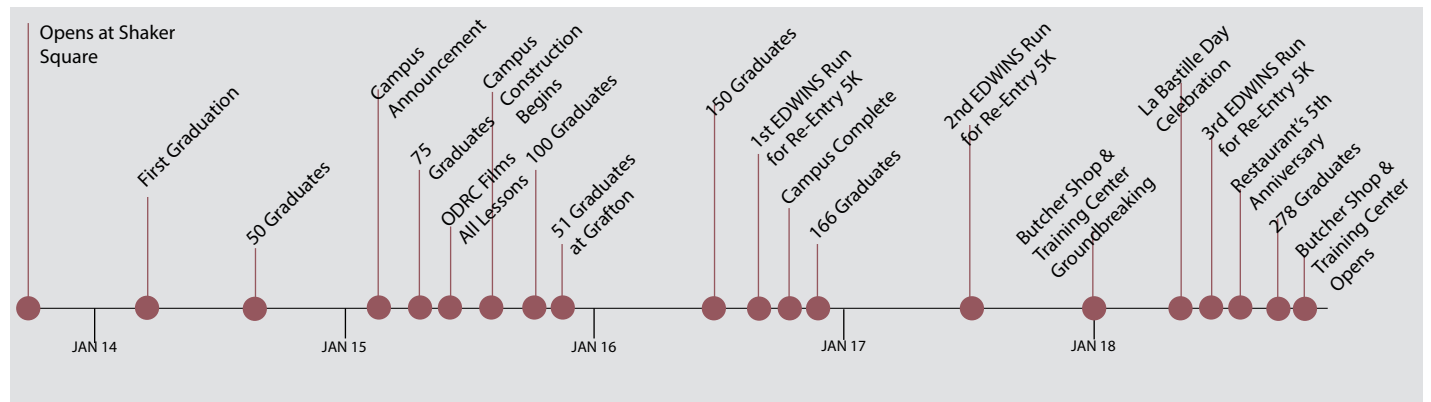 Opens at Shaker
Square
First Graduation
50 Graduates
Campus
Announcement
75
Graduates
ODRC Films
All Lessons
Campus
Construction
Begins
100 Graduates
51 Graduates
at Grafton
150 Graduates
1st EDWINS Run
for Re-Entry 5K
Campus Complete
166 Graduates
2nd EDWINS Run
for Re-Entry 5K
Butcher Shop &
Training Center
Groundbreaking
La Bastille Day
Celebration
3rd EDWINS Run
for Re-Entry 5K
Restaurant's 5th
Anniversary
278 Graduates
Butcher Shop &
Training Center
Opens
JAN 14
JAN 15
JAN 16
JAN 17
JAN 18